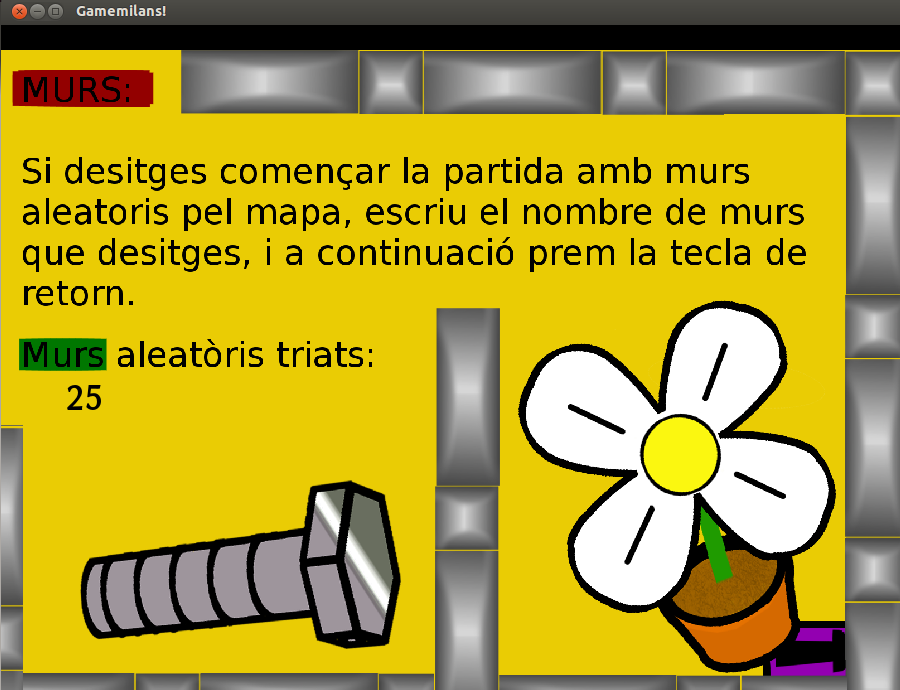 Gamemilans!
MURS:
Si desitges començar la partida amb murs
aleatoris pel mapa, escriu el nombre de murs
que desitges, i a continuació prem la tecla de
retorn.
Murs aleatòris triats:
25